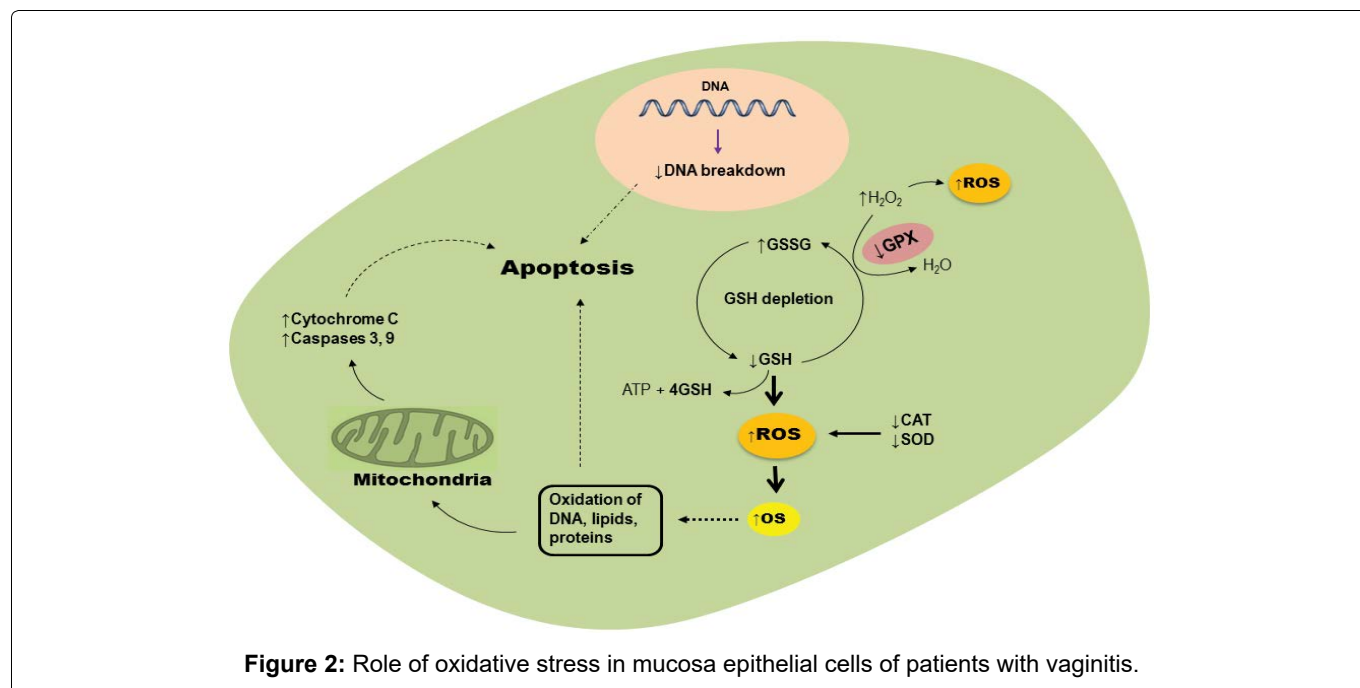 DNA
↓DNA breakdown
↑ROS
↑H₂O₂
↓GPX
↑GSSG
H₂O
Apoptosis
GSH depletion
↑Cytochrome C
↑Caspases 3, 9
↓GSH
ATP + 4GSH
↑ROS
↓CAT
↓SOD
Mitochondria
Oxidation of
DNA, lipids,
proteins
↑OS
Figure 2: Role of oxidative stress in mucosa epithelial cells of patients with vaginitis.